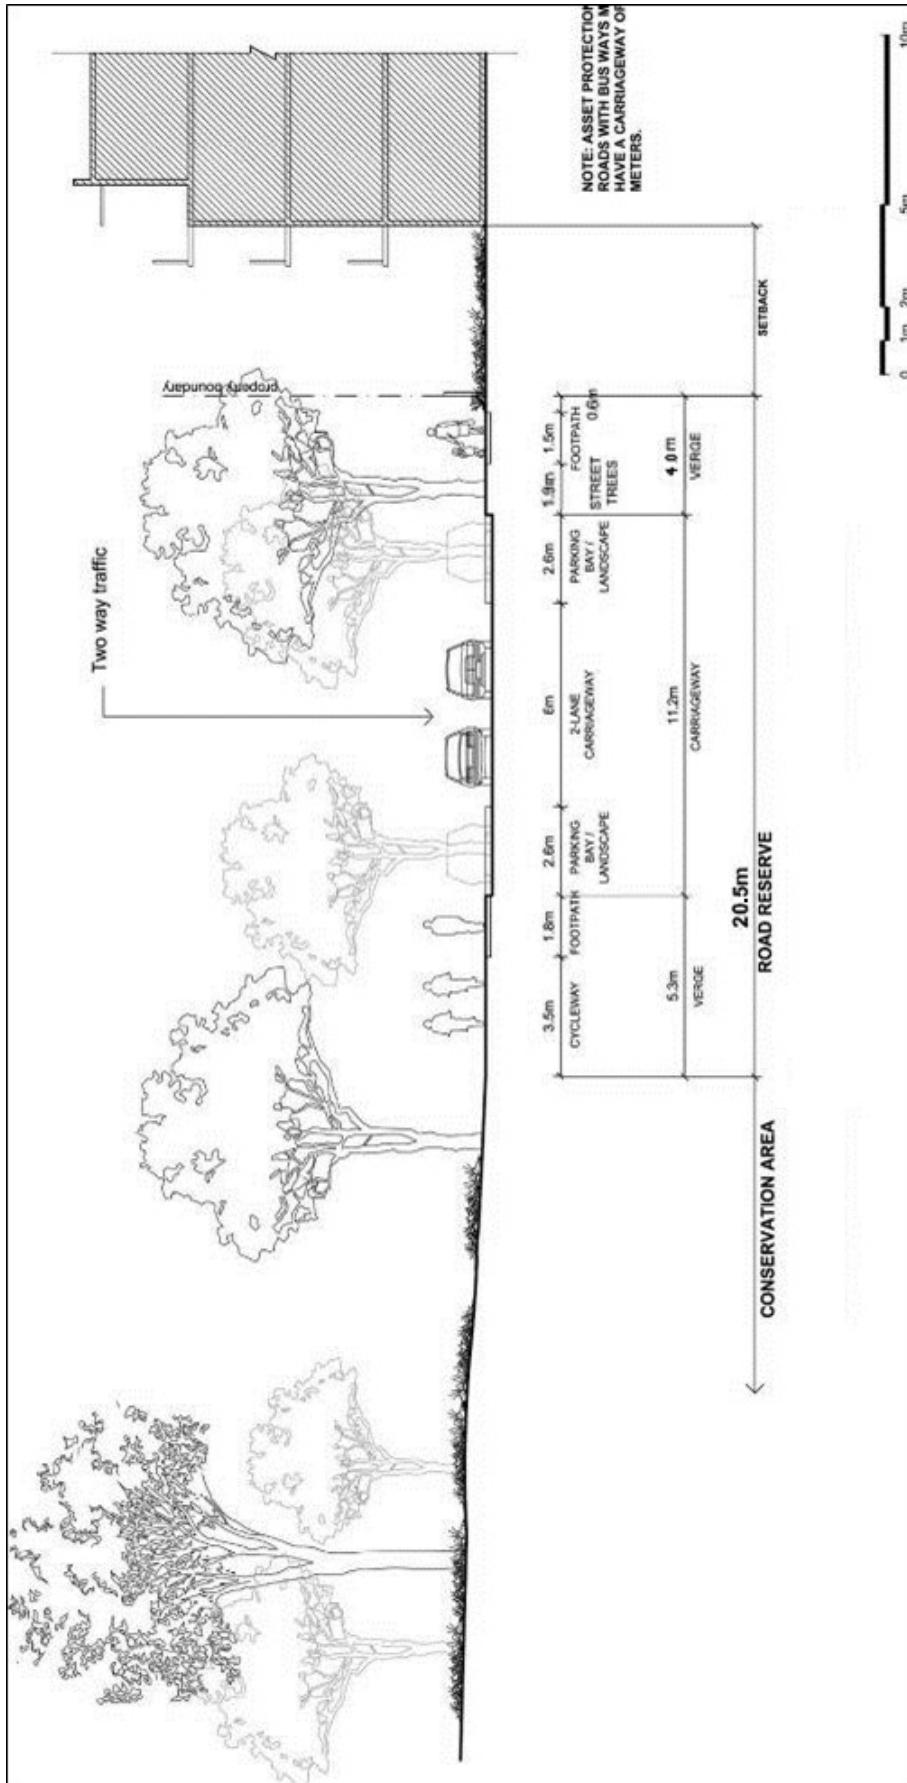 Two way traffic
property boundary
NOTE: ASSET PROTECTION
ROADS WITH BUS WAYS M
HAVE A CARRIAGEWAY OF
METERS.
3.5m
1.8m
2.6m
6m
2.6m
1.9m
1.5m
0.6m
CYCLEWAY
FOOTPATH
PARKING
BAY /
LANDSCAPE
2-LANE
CARRIAGEWAY
PARKING
BAY /
LANDSCAPE
STREET
TREES
FOOTPATH
5.3m
11.2m
4 0 m
VERGE
CARRIAGEWAY
VERGE
20.5m
CONSERVATION AREA
ROAD RESERVE
SETBACK
0
1m
2m
5m
10m